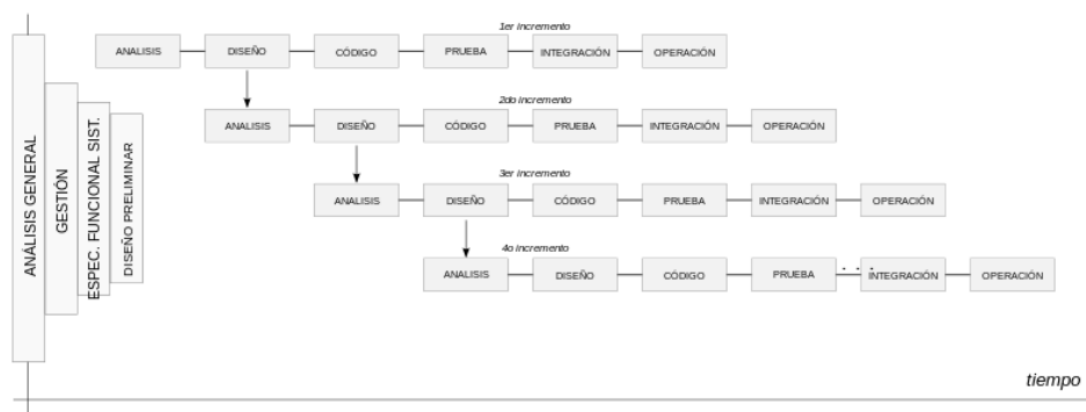 ANÁLISIS GENERAL
GESTIÓN
ESPEC. FUNCIONAL SIST.
DISEÑO PRELIMINAR
1er incremento
ANALISIS DISEÑO CÓDIGO PRUEBA INTEGRACIÓN OPERACIÓN
2do incremento
ANALISIS DISEÑO CÓDIGO PRUEBA INTEGRACIÓN OPERACIÓN
3er incremento
ANALISIS DISEÑO CÓDIGO PRUEBA INTEGRACIÓN OPERACIÓN
4o incremento
ANALISIS DISEÑO CÓDIGO PRUEBA . . . INTEGRACIÓN OPERACIÓN
tiempo